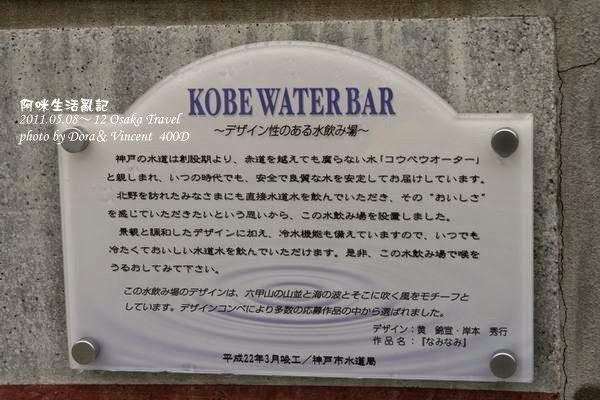 阿咪生活亂記
2011.05.08～12 Osaka Travel
photo by Dora & Vincent 400D
KOBE WATER BAR
～デザイン性のある水飲み場～
神戸の水道は創設期より、赤道を越えても腐らない水「コウベウオーター」
と親しまれ、いつの時代でも、安全で良質な水を安定してお届けしています。
北野を訪れたみなさまにも直接水道水を飲んでいただき、その“おいしさ”
を感じていただきたいという思いから、この水飲み場を設置しました。
景観と調和したデザインに加え、冷水機能も備えていますので、いつでも
冷たくておいしい水道水を飲んでいただけます。是非、この水飲み場で喉を
うるおしてみて下さい。
この水飲み場のデザインは、六甲山の山並と海の波とそこに吹く風をモチーフと
しています。デザインコンペにより多数の応募作品の中から選ばれました。
デザイン：黄 錦宣・岸本 秀行
作品名：『なみなみ』
平成22年3月竣工／神戸市水道局